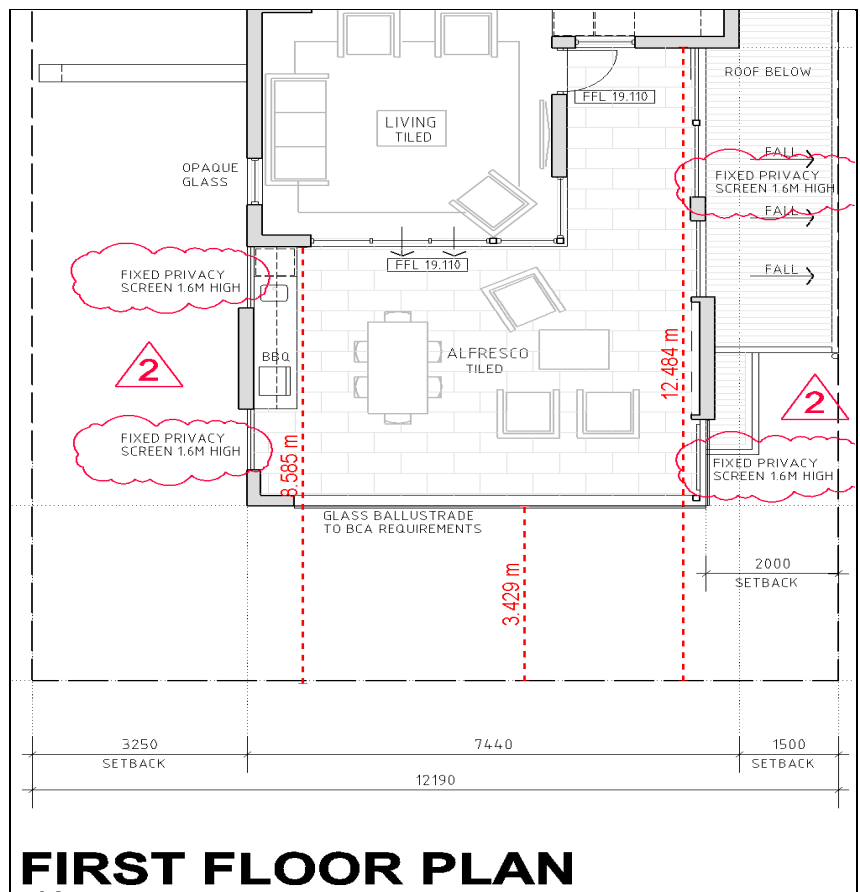 ROOF BELOW
FFL 19.110
LIVING
TILED
FALL
OPAQUE
GLASS
FIXED PRIVACY
SCREEN 1.6M HIGH
FALL
FFL 19.110
FALL
FIXED PRIVACY
SCREEN 1.6M HIGH
BBQ
ALFRESCO
TILED
12.484 m
2
2
FIXED PRIVACY
SCREEN 1.6M HIGH
8.585 m
FIXED PRIVACY
SCREEN 1.6M HIGH
GLASS BALLUSTRADE
TO BCA REQUIREMENTS
3.429 m
2000
SETBACK
3250
SETBACK
7440
1500
SETBACK
12190
FIRST FLOOR PLAN